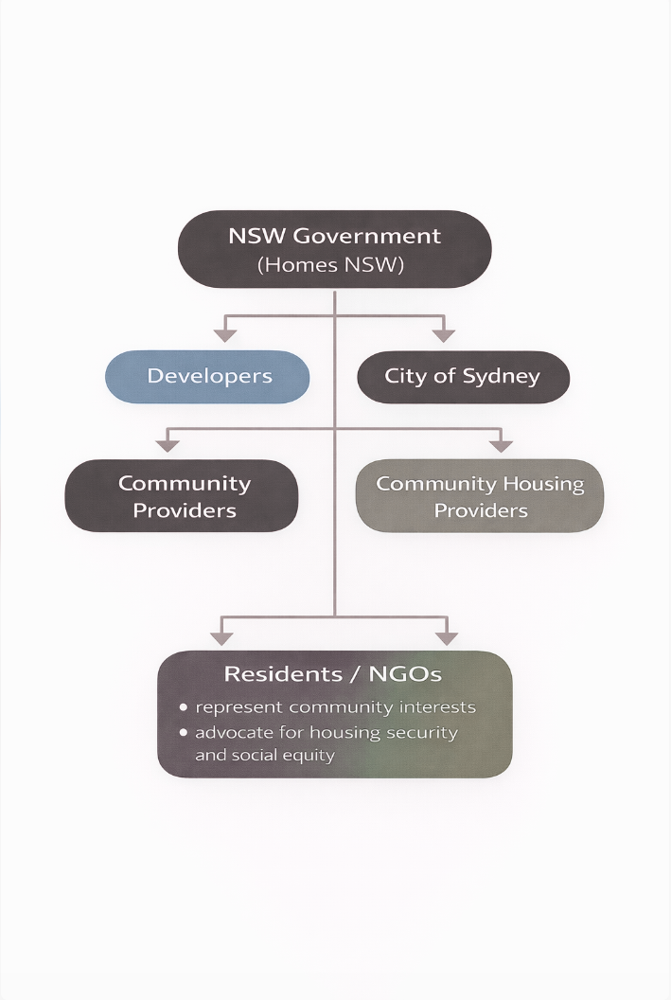 NSW Government
(Homes NSW)
Developers
City of Sydney
Community
Providers
Community Housing
Providers
Residents / NGOs
• represent community interests
• advocate for housing security
and social equity